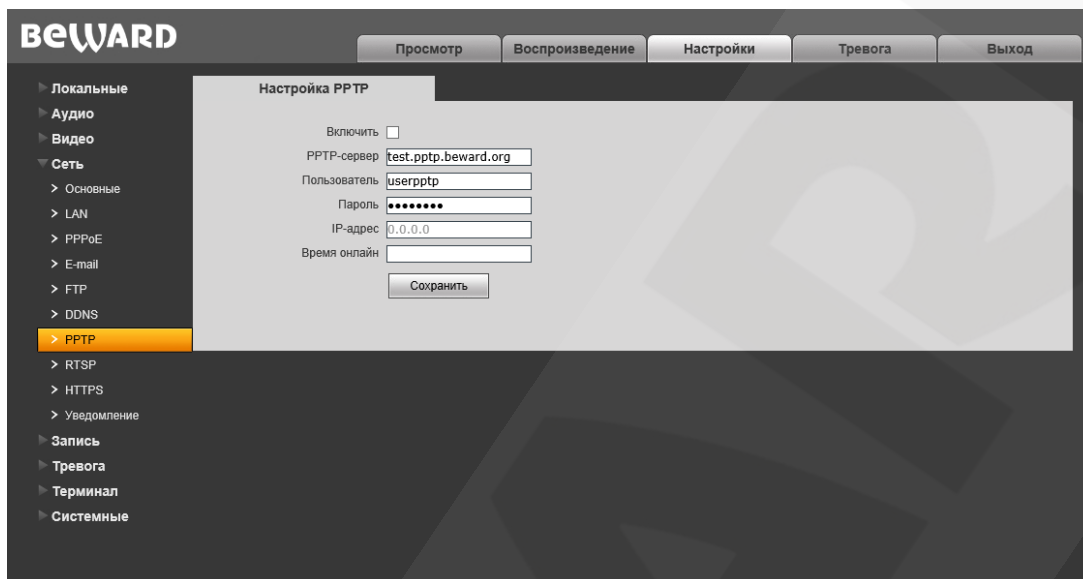 BEWARD
Просмотр
Воспроизведение
Настройки
Тревога
Выход
Локальные
Аудио
Видео
Сеть
Основные
LAN
PPPoE
E-mail
FTP
DDNS
PPTP
RTSP
HTTPS
Уведомление
Запись
Тревога
Терминал
Системные
Настройка PPTP
Включить
PPTP-сервер test.pptp.beward.org
Пользователь userpptp
Пароль ••••••••
IP-адрес 0.0.0.0
Время онлайн
Сохранить